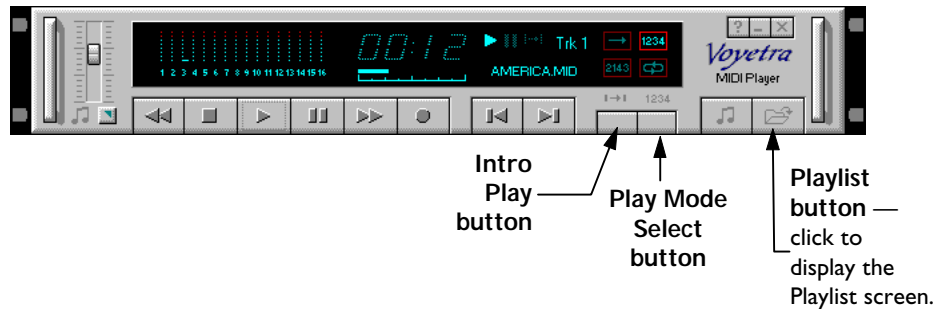 00:12
Trk 1
1234
1 2 3 4 5 6 7 8 9 10 11 12 13 14 15 16
AMERICA.MID
2143
? - X
Voyetra
MIDI Player
1234
Intro
Play
button
Play Mode
Select
button
Playlist
button —
click to
display the
Playlist screen.